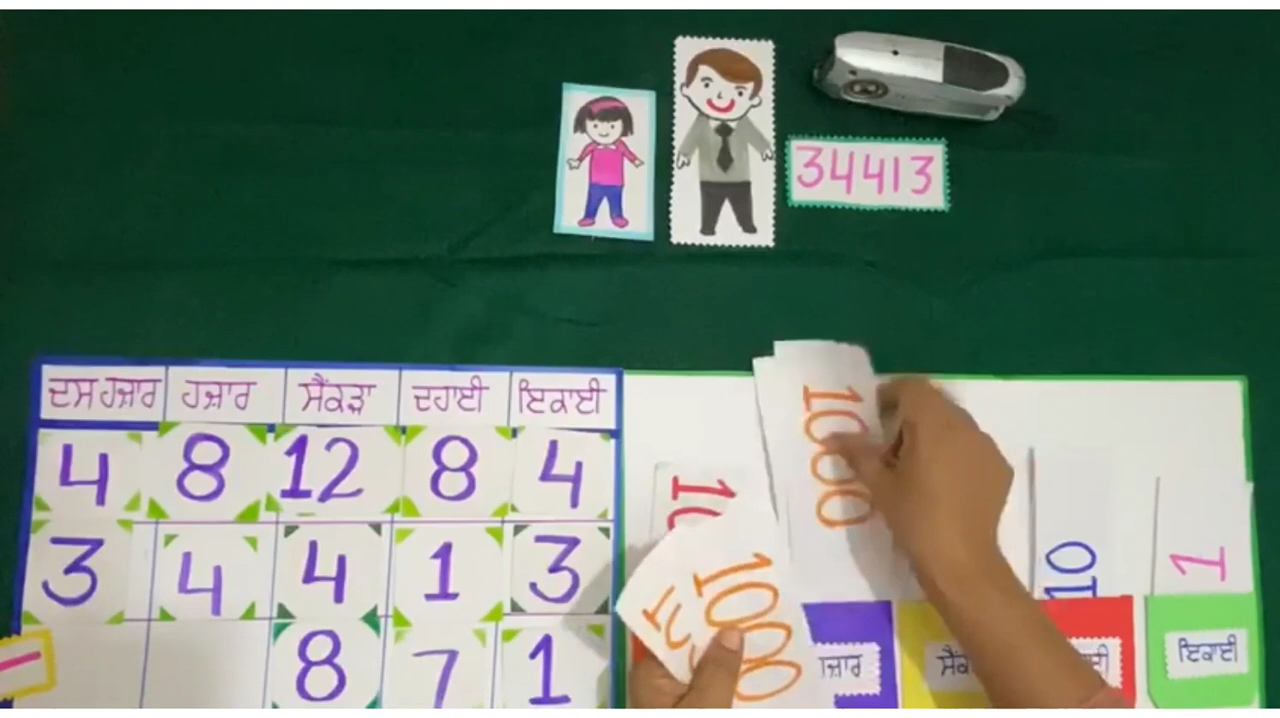 34413
ਦਸ ਹਜ਼ਾਰ ਹਜ਼ਾਰ ਸੈਂਕੜਾ ਦਹਾਈ ਇਕਾਈ
4 8 12 8 4
3 4 4 1 3
8 7 1
1000
1000
10
1
ਇਕਾਈ